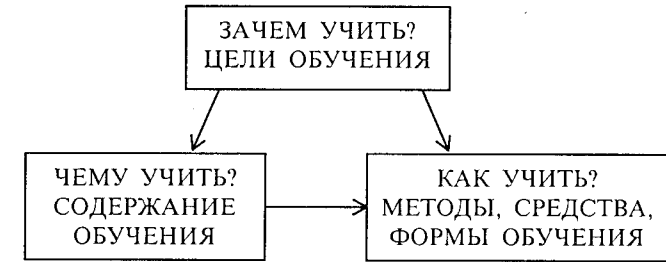 ЗАЧЕМ УЧИТЬ?
ЦЕЛИ ОБУЧЕНИЯ
ЧЕМУ УЧИТЬ?
СОДЕРЖАНИЕ
ОБУЧЕНИЯ
КАК УЧИТЬ?
МЕТОДЫ, СРЕДСТВА,
ФОРМЫ ОБУЧЕНИЯ